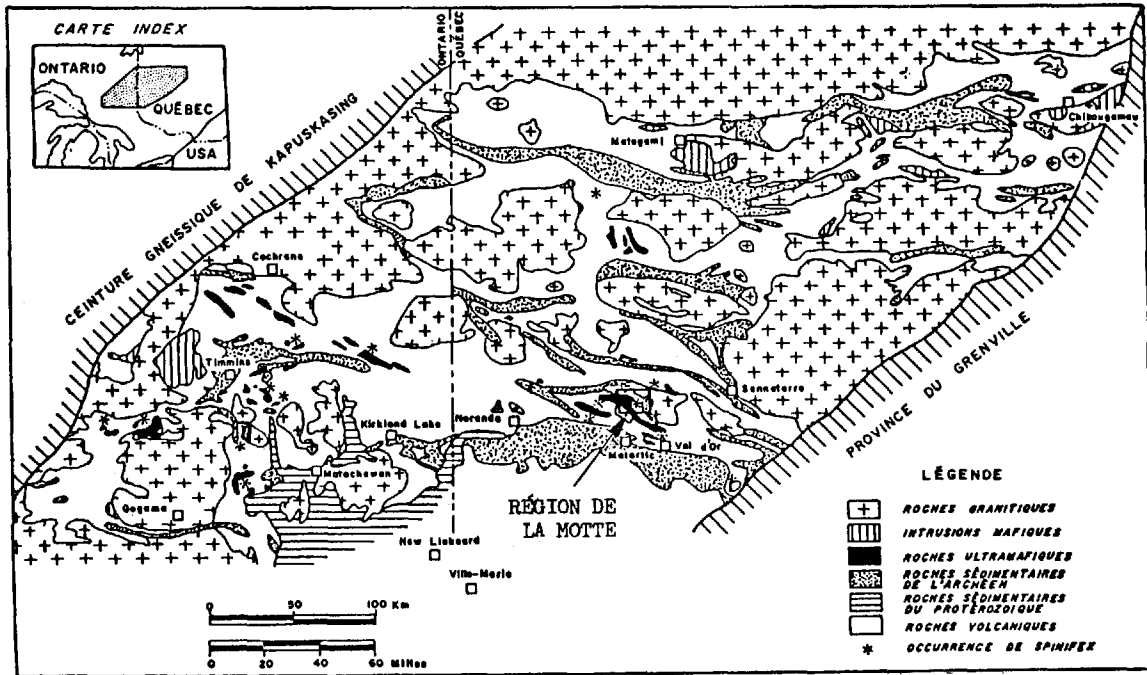 CARTE INDEX
ONTARIO
QUÉBEC
USA
ONTARIO
QUÉBEC
CEINTURE GNEISSIQUE DE KAPUSKASING
Matagami
Chibougamau
Cochrane
Timmins
Senneterre
Kirkland Lake
Noranda
Malartic
Val d'Or
Matachewan
Gogama
RÉGION DE
LA MOTTE
New Liskeard
Ville-Marie
PROVINCE DU GRENVILLE
0 50 100 Km
0 20 40 60 Milles
LÉGENDE
ROCHES GRANITIQUES
INTRUSIONS MAFIQUES
ROCHES ULTRAMAFIQUES
ROCHES SÉDIMENTAIRES
DE L'ARCHÉEN
ROCHES SÉDIMENTAIRES
DU PROTÉROZOIQUE
ROCHES VOLCANIQUES
* OCCURRENCE DE SPINIFEX